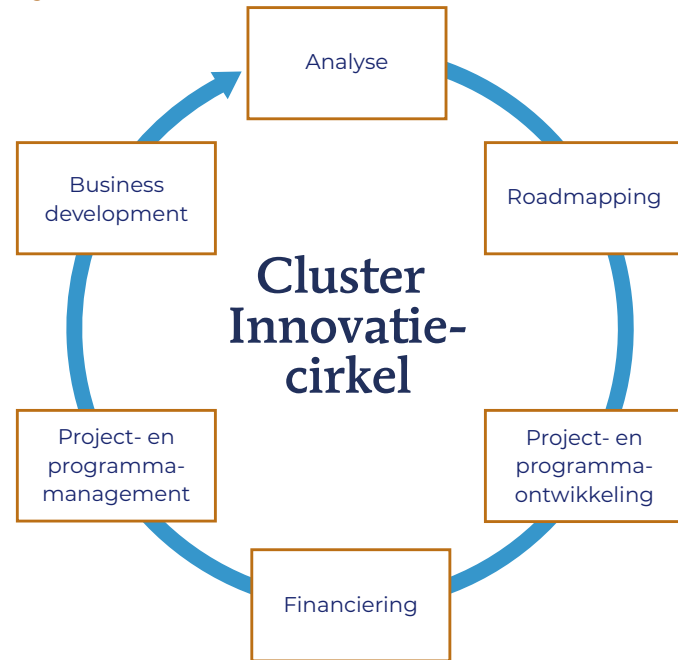 Analyse
Roadmapping
Project- en
programma-
ontwikkeling
Financiering
Project- en
programma-
management
Business
development
Cluster
Innovatie-
cirkel